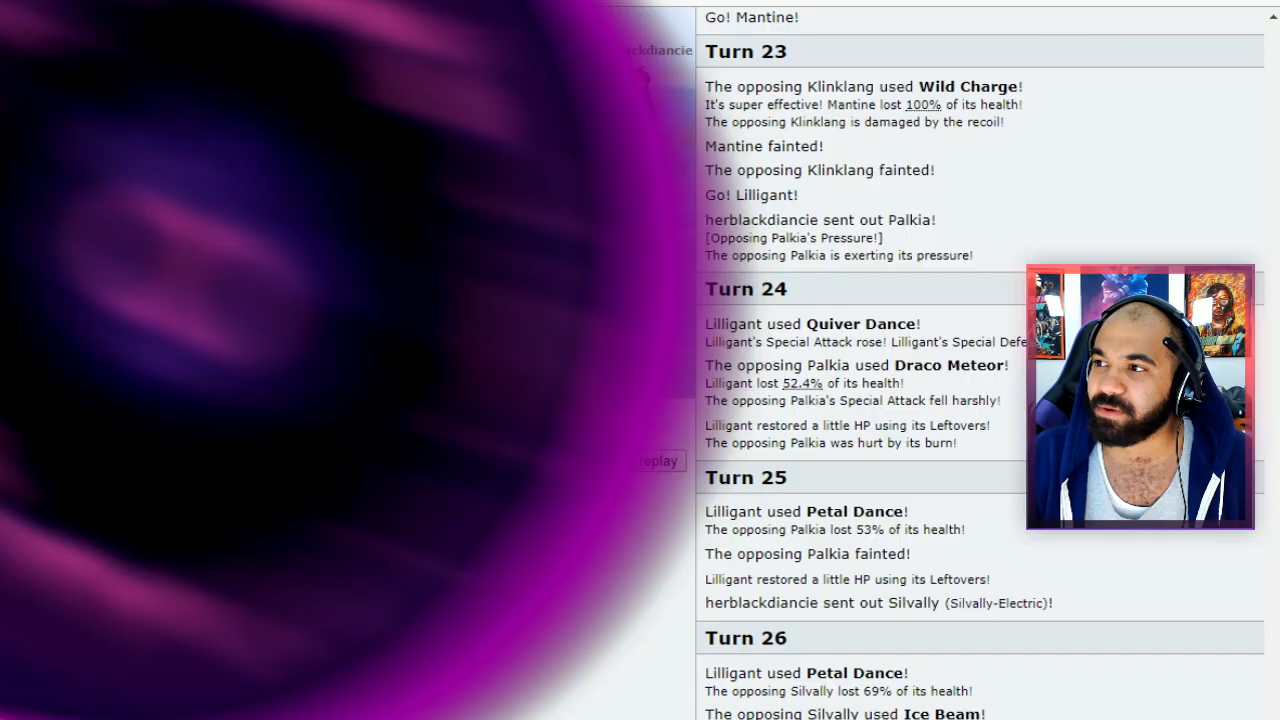 Go! Mantine!
ckdiancie
Turn 23
The opposing Klinklang used Wild Charge!
It's super effective! Mantine lost 100% of its health!
The opposing Klinklang is damaged by the recoil!
Mantine fainted!
The opposing Klinklang fainted!
Go! Lilligant!
herblackdiancie sent out Palkia!
[Opposing Palkia's Pressure!]
The opposing Palkia is exerting its pressure!
Turn 24
Lilligant used Quiver Dance!
Lilligant's Special Attack rose! Lilligant's Special Defe
The opposing Palkia used Draco Meteor!
Lilligant lost 52.4% of its health!
The opposing Palkia's Special Attack fell harshly!
Lilligant restored a little HP using its Leftovers!
The opposing Palkia was hurt by its burn!
replay
Turn 25
Lilligant used Petal Dance!
The opposing Palkia lost 53% of its health!
The opposing Palkia fainted!
Lilligant restored a little HP using its Leftovers!
herblackdiancie sent out Silvally (Silvally-Electric)!
Turn 26
Lilligant used Petal Dance!
The opposing Silvally lost 69% of its health!
The opposing Silvally used Ice Beam!